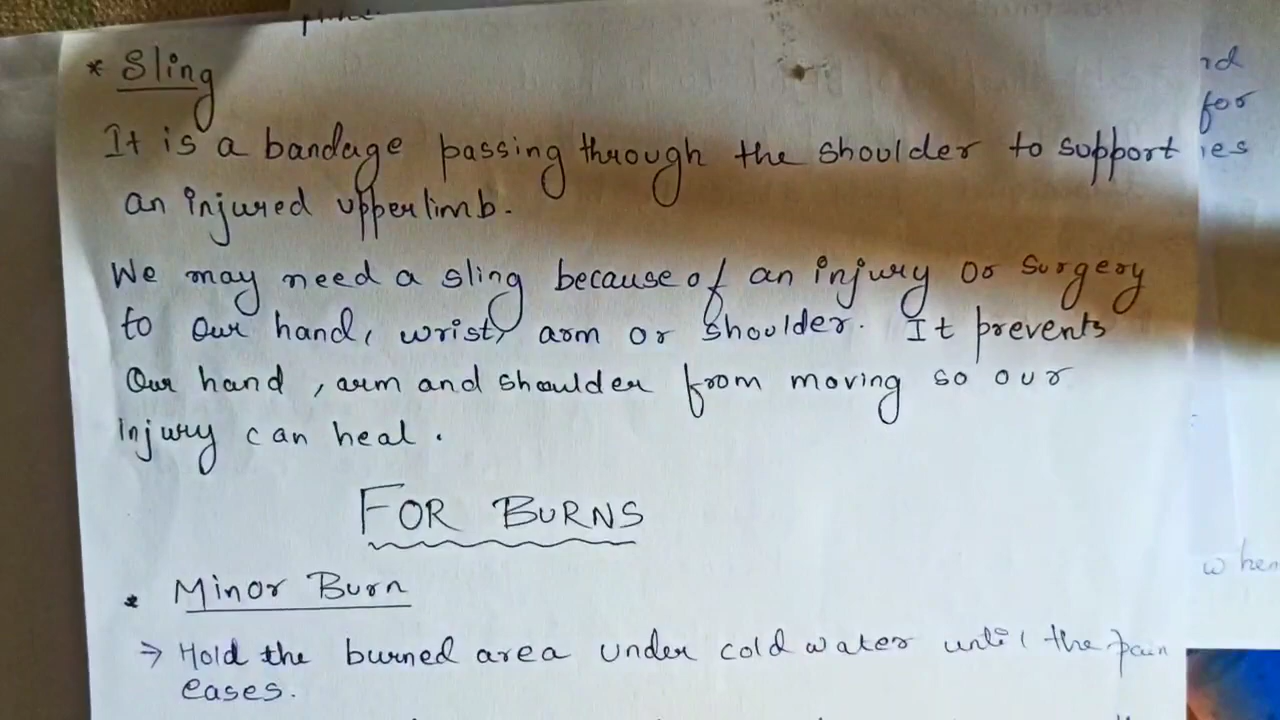 * Sling
It is a bandage passing through the shoulder to support
an injured upperlimb.
We may need a sling because of an injury or surgery
to our hand, wrist, arm or shoulder. It prevents
Our hand, arm and shoulder from moving so our
injury can heal.
FOR BURNS
* Minor Burn
→ Hold the burned area under cold water until the pain
eases.
for
ies
when